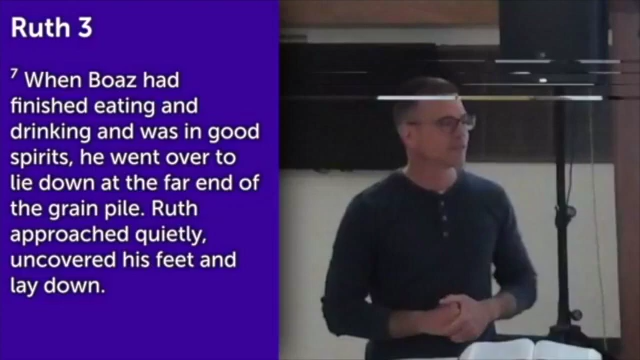 Ruth 3
7 When Boaz had
finished eating and
drinking and was in good
spirits, he went over to
lie down at the far end of
the grain pile. Ruth
approached quietly,
uncovered his feet and
lay down.